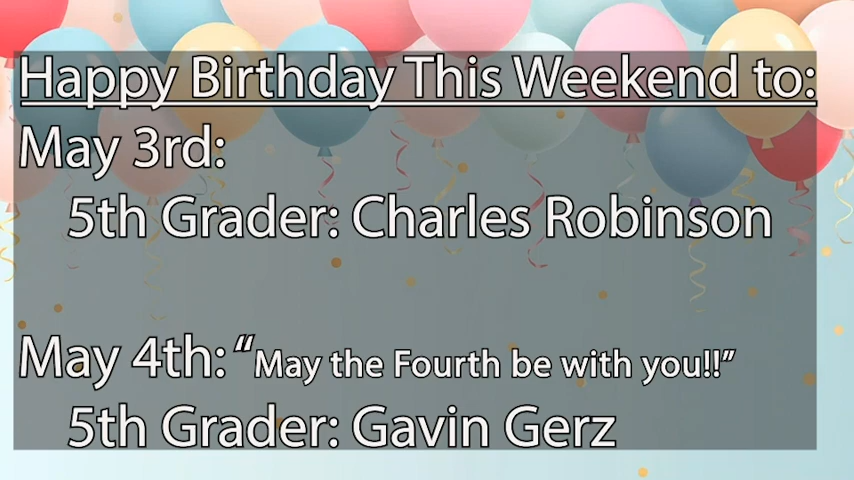 Happy Birthday This Weekend to:
May 3rd:
5th Grader: Charles Robinson
May 4th: “May the Fourth be with you!!”
5th Grader: Gavin Gerz